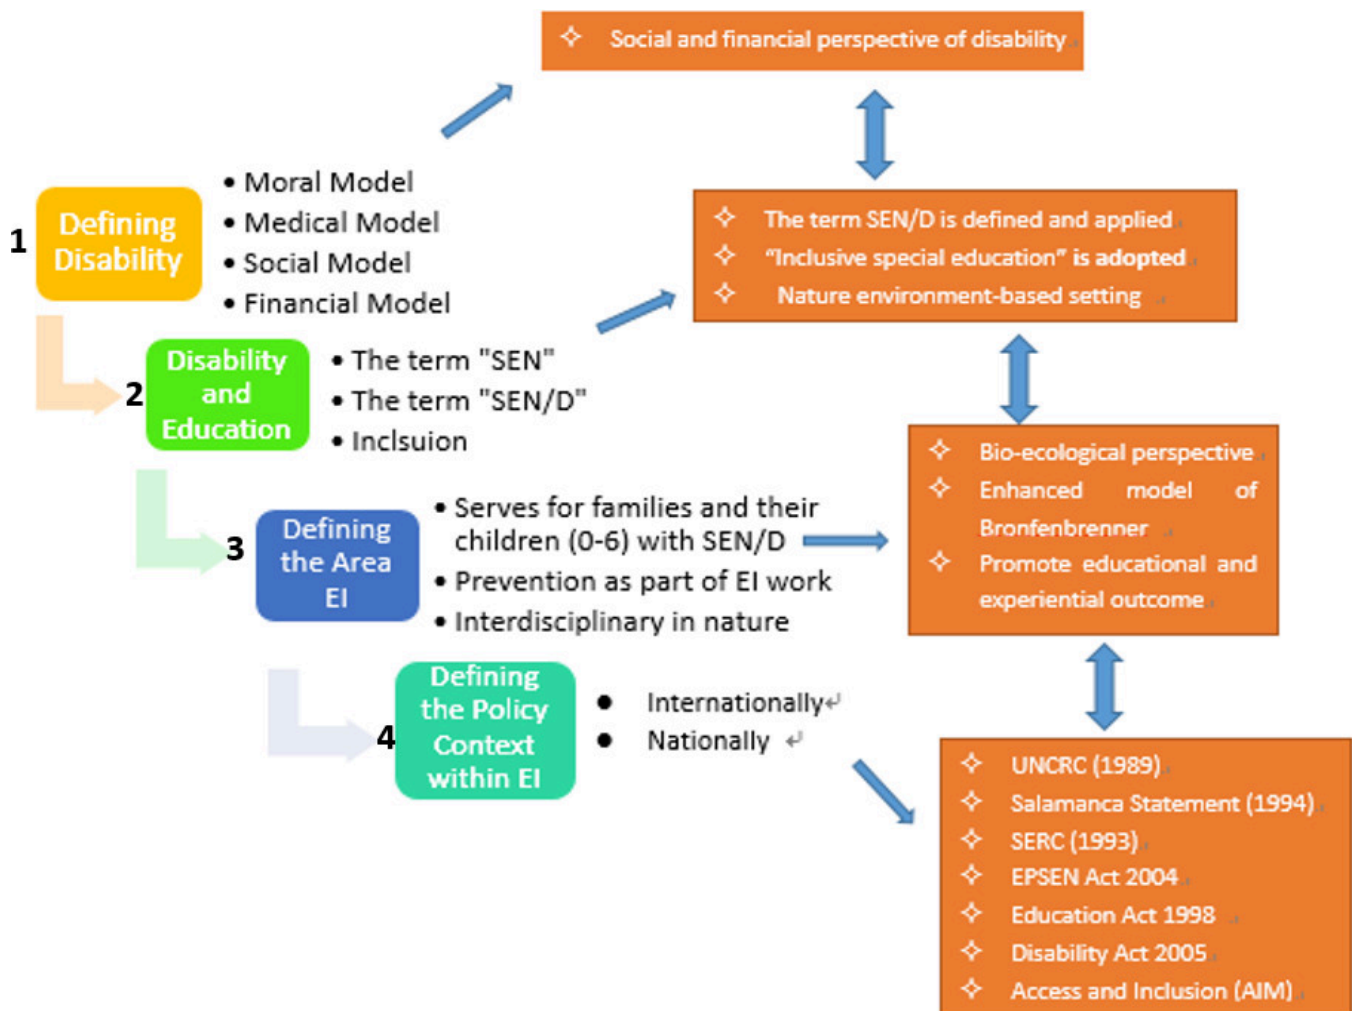 ✧ Social and financial perspective of disability
1
Defining
Disability
• Moral Model
• Medical Model
• Social Model
• Financial Model
✧ The term SEN/D is defined and applied
✧ “Inclusive special education” is adopted
✧ Nature environment-based setting
2
Disability
and
Education
• The term "SEN"
• The term "SEN/D"
• Inclsuion
✧ Bio-ecological perspective
✧ Enhanced model of
Bronfenbrenner
✧ Promote educational and
experiential outcome
3
Defining
the Area
EI
• Serves for families and their
children (0-6) with SEN/D
• Prevention as part of EI work
• Interdisciplinary in nature
4
Defining
the Policy
Context
within EI
● Internationally↵
● Nationally ↵
✧ UNCRC (1989)
✧ Salamanca Statement (1994)
✧ SERC (1993)
✧ EPSEN Act 2004
✧ Education Act 1998
✧ Disability Act 2005
✧ Access and Inclusion (AIM)